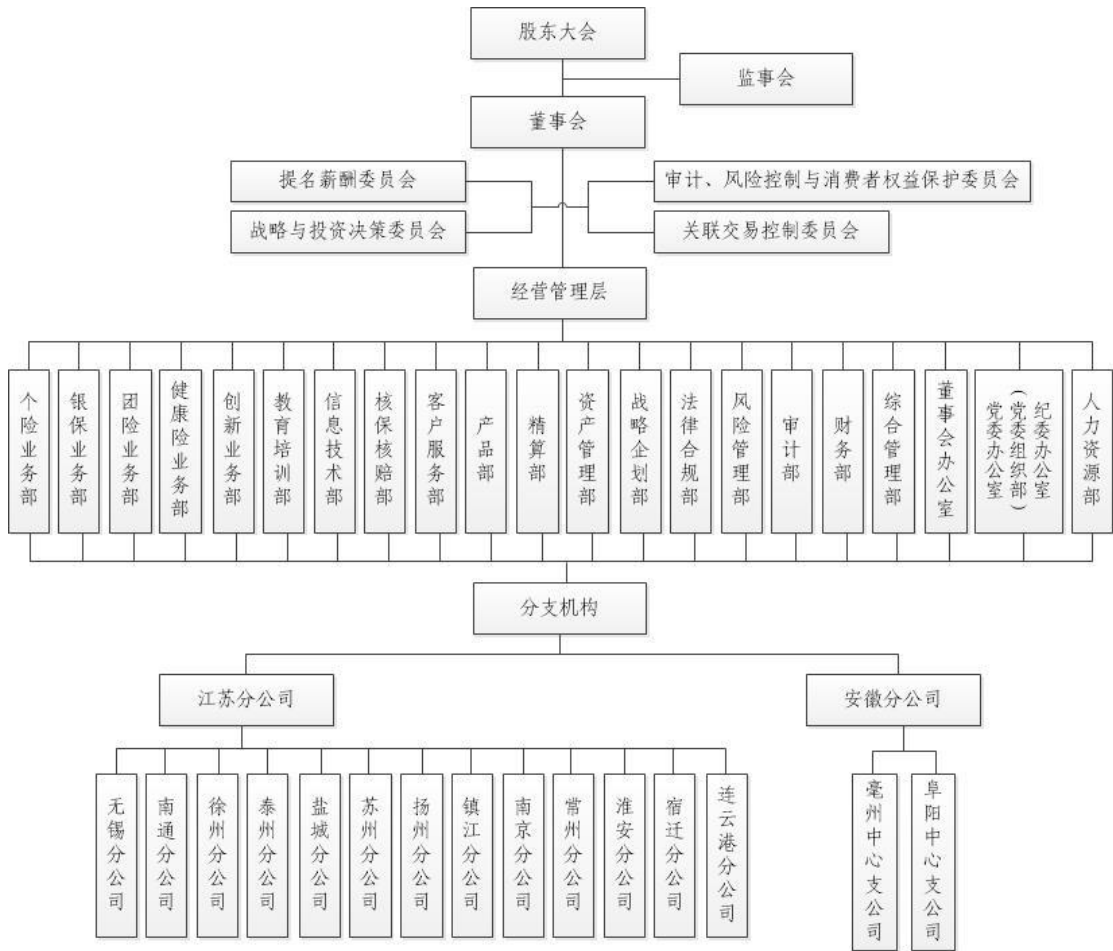 股东大会
监事会
董事会
提名薪酬委员会
审计、风险控制与消费者权益保护委员会
战略与投资决策委员会
关联交易控制委员会
经营管理层
个险业务部
银保业务部
团险业务部
健康险业务部
创新业务部
教育培训部
信息技术部
核保核赔部
客户服务部
产品部
精算部
资产管理部
战略企划部
法律合规部
风险管理部
审计部
财务部
综合管理部
董事会办公室
纪委办公室
(党委组织部)
党委办公室
人力资源部
分支机构
江苏分公司
安徽分公司
无锡分公司
南通分公司
徐州分公司
泰州分公司
盐城分公司
苏州分公司
扬州分公司
镇江分公司
南京分公司
常州分公司
淮安分公司
宿迁分公司
连云港分公司
亳州中心支公司
阜阳中心支公司